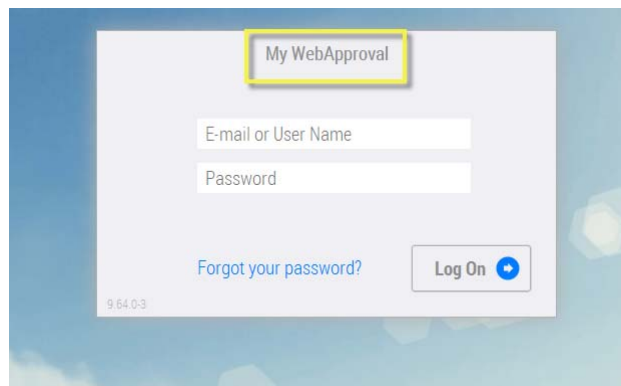 My WebApproval
E-mail or User Name
Password
Forgot your password?
Log On
9.64.0-3